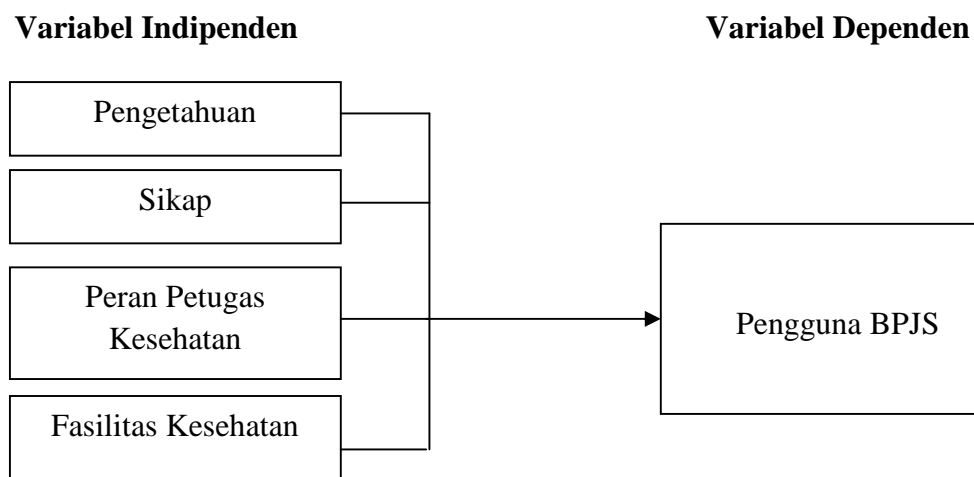 Variabel Indipenden
Variabel Dependen
Pengetahuan
Sikap
Peran Petugas
Kesehatan
Fasilitas Kesehatan
Pengguna BPJS